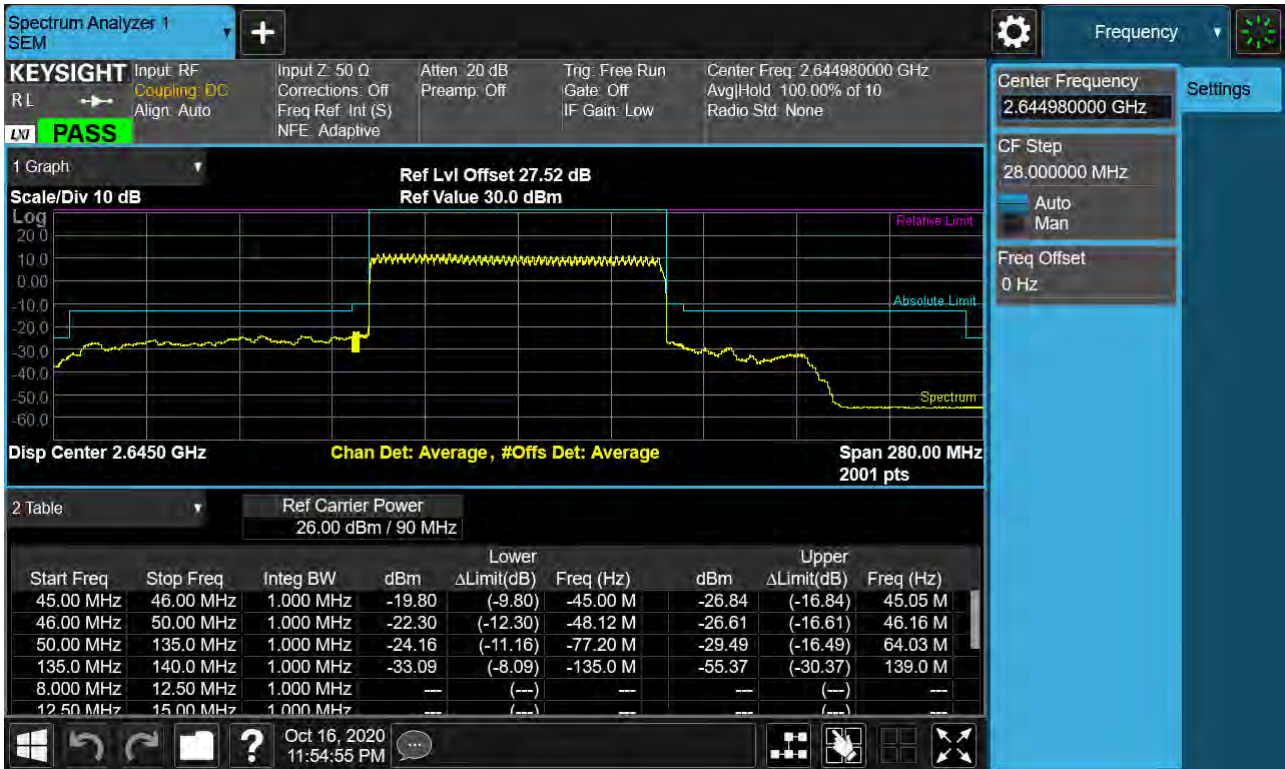 Spectrum Analyzer 1
SEM
+
Frequency
KEYSIGHT
RL
LXI
PASS
Input: RF
Coupling: DC
Align: Auto
Input Z: 50 Ω
Corrections: Off
Freq Ref: Int (S)
NFE: Adaptive
Atten: 20 dB
Preamp: Off
Trig: Free Run
Gate: Off
IF Gain: Low
Center Freq: 2.644980000 GHz
Avg|Hold: 100.00% of 10
Radio Std: None
Center Frequency
2.644980000 GHz
Settings
CF Step
28.000000 MHz
Auto
Man
Freq Offset
0 Hz
1 Graph
Scale/Div 10 dB
Ref Lvl Offset 27.52 dB
Ref Value 30.0 dBm
Log
20.0
10.0
0.00
-10.0
-20.0
-30.0
-40.0
-50.0
-60.0
Relative Limit
Absolute Limit
Spectrum
Disp Center 2.6450 GHz
Chan Det: Average, #Offs Det: Average
Span 280.00 MHz
2001 pts
2 Table
Ref Carrier Power
26.00 dBm / 90 MHz
Lower Upper
Start Freq Stop Freq Integ BW dBm ΔLimit(dB) Freq (Hz) dBm ΔLimit(dB) Freq (Hz)
45.00 MHz 46.00 MHz 1.000 MHz -19.80 (-9.80) -45.00 M -26.84 (-16.84) 45.05 M
46.00 MHz 50.00 MHz 1.000 MHz -22.30 (-12.30) -48.12 M -26.61 (-16.61) 46.16 M
50.00 MHz 135.0 MHz 1.000 MHz -24.16 (-11.16) -77.20 M -29.49 (-16.49) 64.03 M
135.0 MHz 140.0 MHz 1.000 MHz -33.09 (-8.09) -135.0 M -55.37 (-30.37) 139.0 M
8.000 MHz 12.50 MHz 1.000 MHz --- (---) --- --- (---) ---
12.50 MHz 15.00 MHz 1.000 MHz --- (---) --- --- (---) ---
?
Oct 16, 2020
11:54:55 PM